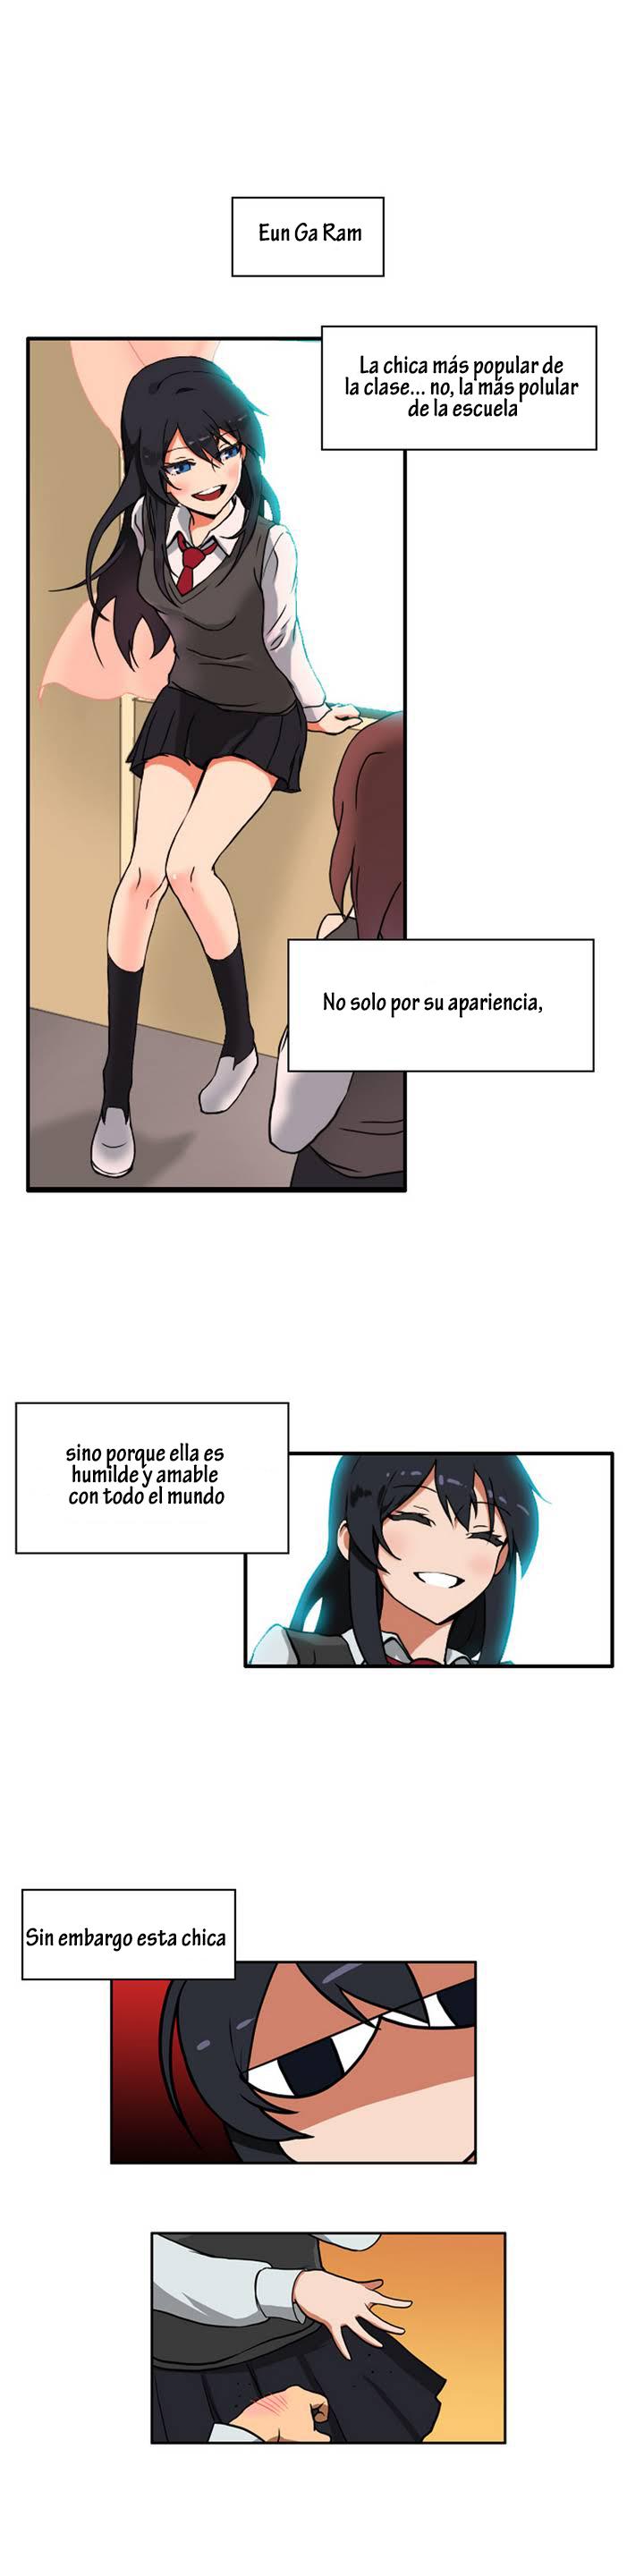 Eun Ga Ram
La chica más popular de
la clase... no, la más polular
de la escuela
No solo por su apariencia,
sino porque ella es
humilde y amable
con todo el mundo
Sin embargo esta chica